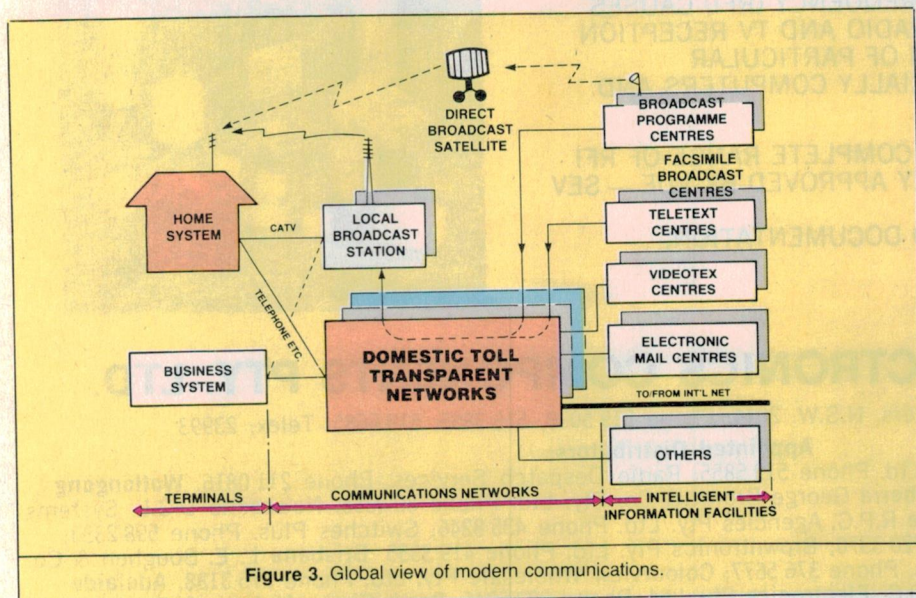 DIRECT
BROADCAST
SATELLITE
BROADCAST
PROGRAMME
CENTRES
FACSIMILE
BROADCAST
CENTRES
HOME
SYSTEM
CATV
LOCAL
BROADCAST
STATION
TELETEXT
CENTRES
VIDEOTEX
CENTRES
TELEPHONE ETC
BUSINESS
SYSTEM
DOMESTIC TOLL
TRANSPARENT
NETWORKS
ELECTRONIC
MAIL CENTRES
TO/FROM INT'L NET
OTHERS
TERMINALS
COMMUNICATIONS NETWORKS
INTELLIGENT
INFORMATION FACILITIES
Figure 3. Global view of modern communications.